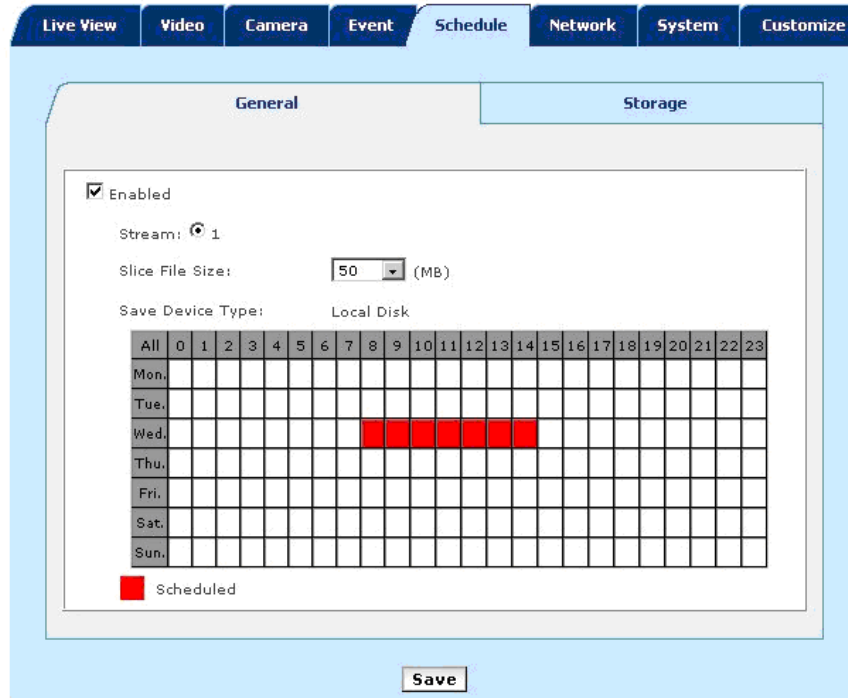 Live View Video Camera Event Schedule Network System Customize
General Storage
Enabled
Stream: 1
Slice File Size: 50 (MB)
Save Device Type: Local Disk
All 0 1 2 3 4 5 6 7 8 9 10 11 12 13 14 15 16 17 18 19 20 21 22 23
Mon.
Tue.
Wed.
Thu.
Fri.
Sat.
Sun.
Scheduled
Save